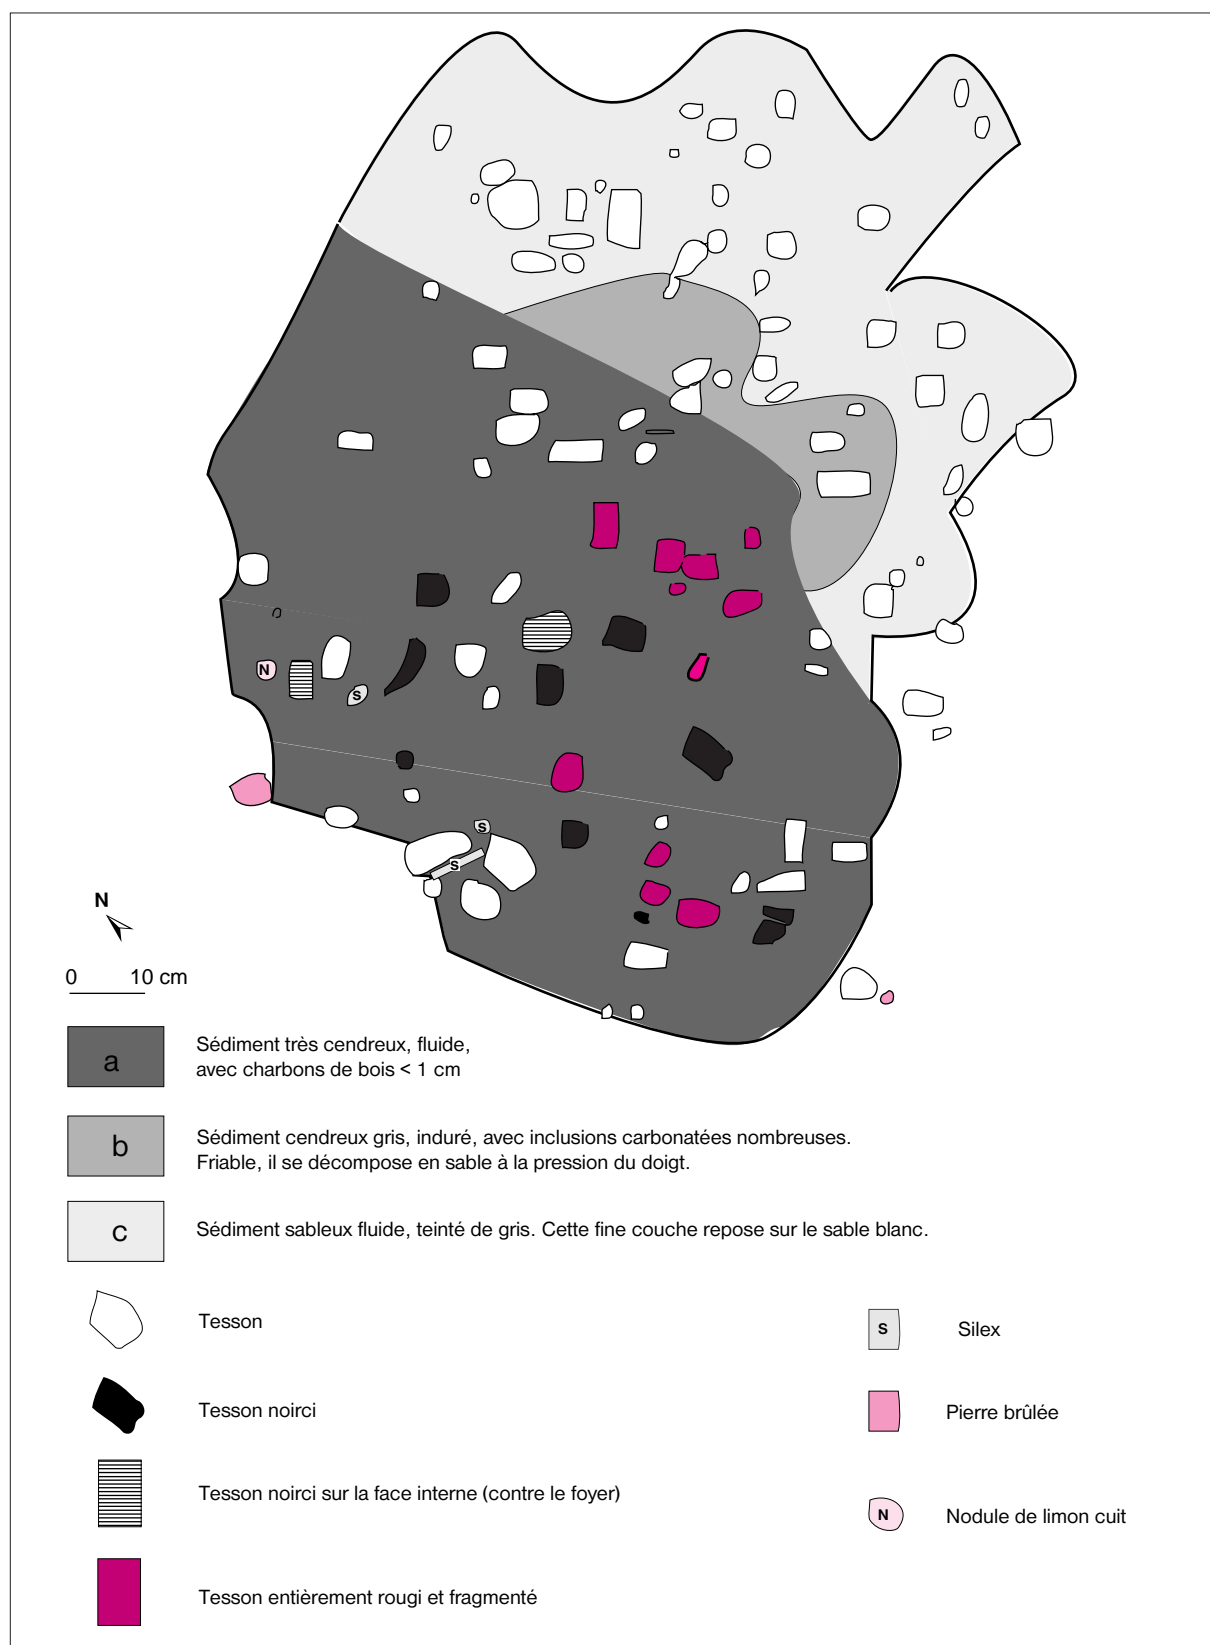 N
S
S
S
N
0 10 cm
a
Sédiment très cendreux, fluide,
avec charbons de bois < 1 cm
b
Sédiment cendreux gris, induré, avec inclusions carbonatées nombreuses.
Friable, il se décompose en sable à la pression du doigt.
c
Sédiment sableux fluide, teinté de gris. Cette fine couche repose sur le sable blanc.
Tesson
S
Silex
Tesson noirci
Pierre brûlée
Tesson noirci sur la face interne (contre le foyer)
N
Nodule de limon cuit
Tesson entièrement rougi et fragmenté